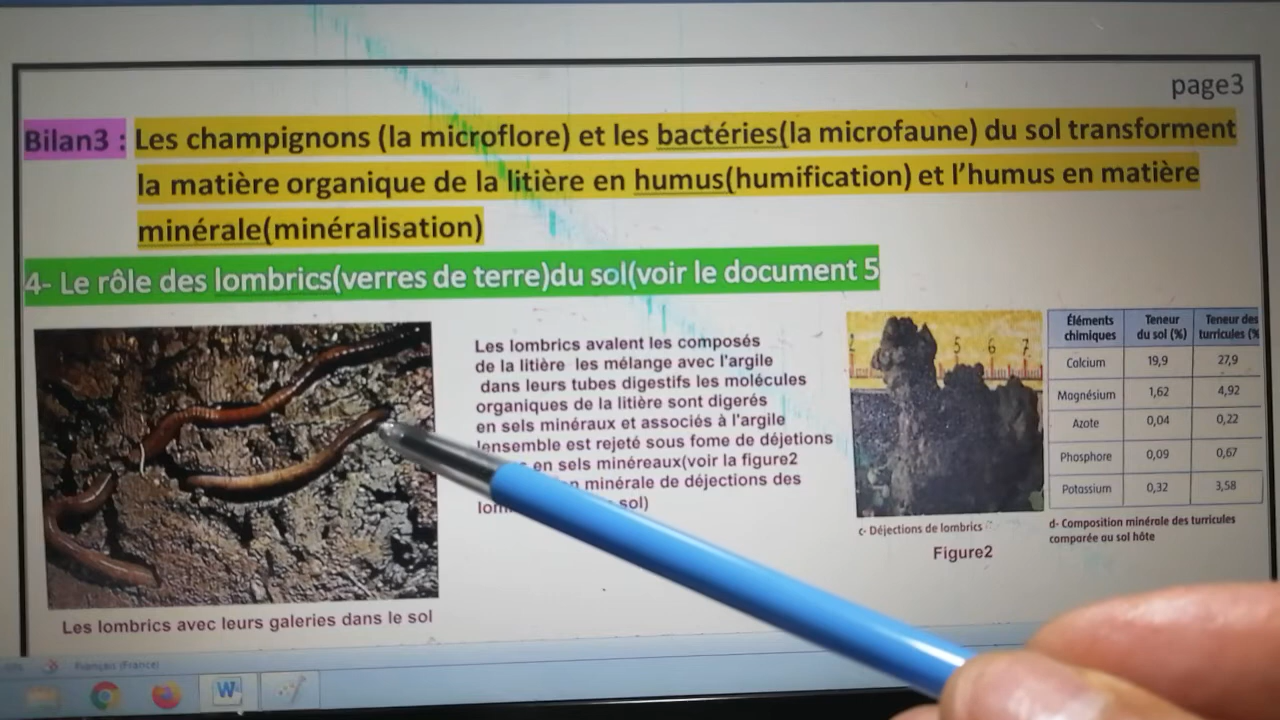 page3
Bilan3 : Les champignons (la microflore) et les bactéries(la microfaune) du sol transforment
la matière organique de la litière en humus(humification) et l’humus en matière
minérale(minéralisation)
4- Le rôle des lombrics(verres de terre)du sol(voir le document 5
Les lombrics avalent les composés
de la litière les mélange avec l'argile
dans leurs tubes digestifs les molécules
organiques de la litière sont digerés
en sels minéraux et associés à l'argile
lensemble est rejeté sous fome de déjetions
en sels minéreaux(voir la figure2
minérale de déjections des
sol)
Les lombrics avec leurs galeries dans le sol
5 6 7
c- Déjections de lombrics
Figure2
Éléments chimiques Teneur du sol (%) Teneur des turricules (%
Calcium 19,9 27,9
Magnésium 1,62 4,92
Azote 0,04 0,22
Phosphore 0,09 0,67
Potassium 0,32 3,58
d- Composition minérale des turricules
comparée au sol hôte
Français (France)
W